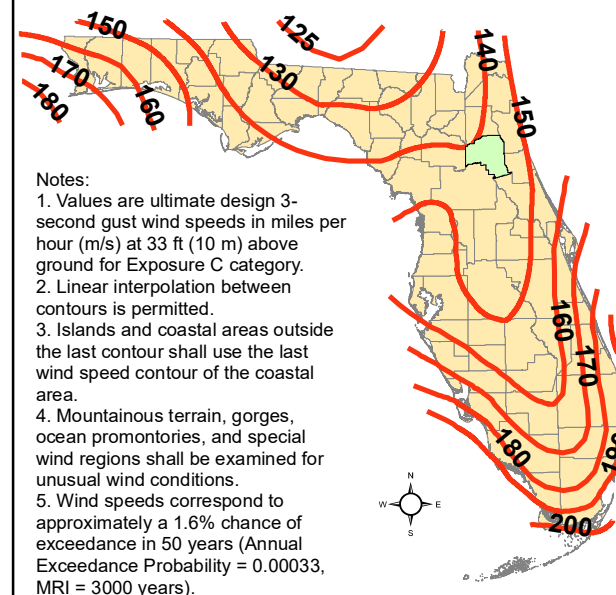 150
125
140
170
130
180
160
150
Notes:
1. Values are ultimate design 3-
second gust wind speeds in miles per
hour (m/s) at 33 ft (10 m) above
ground for Exposure C category.
2. Linear interpolation between
contours is permitted.
3. Islands and coastal areas outside
the last contour shall use the last
wind speed contour of the coastal
area.
4. Mountainous terrain, gorges,
ocean promontories, and special
wind regions shall be examined for
unusual wind conditions.
5. Wind speeds correspond to
approximately a 1.6% chance of
exceedance in 50 years (Annual
Exceedance Probability = 0.00033,
MRI = 3000 years).
160
170
180
200
N
W E
S